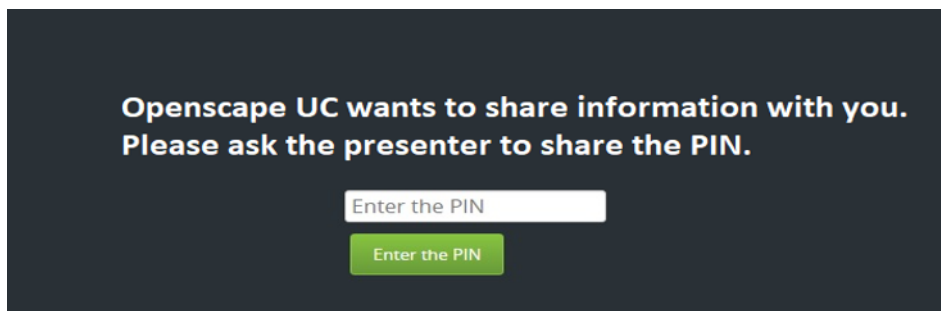 Openscape UC wants to share information with you.
Please ask the presenter to share the PIN.
Enter the PIN
Enter the PIN